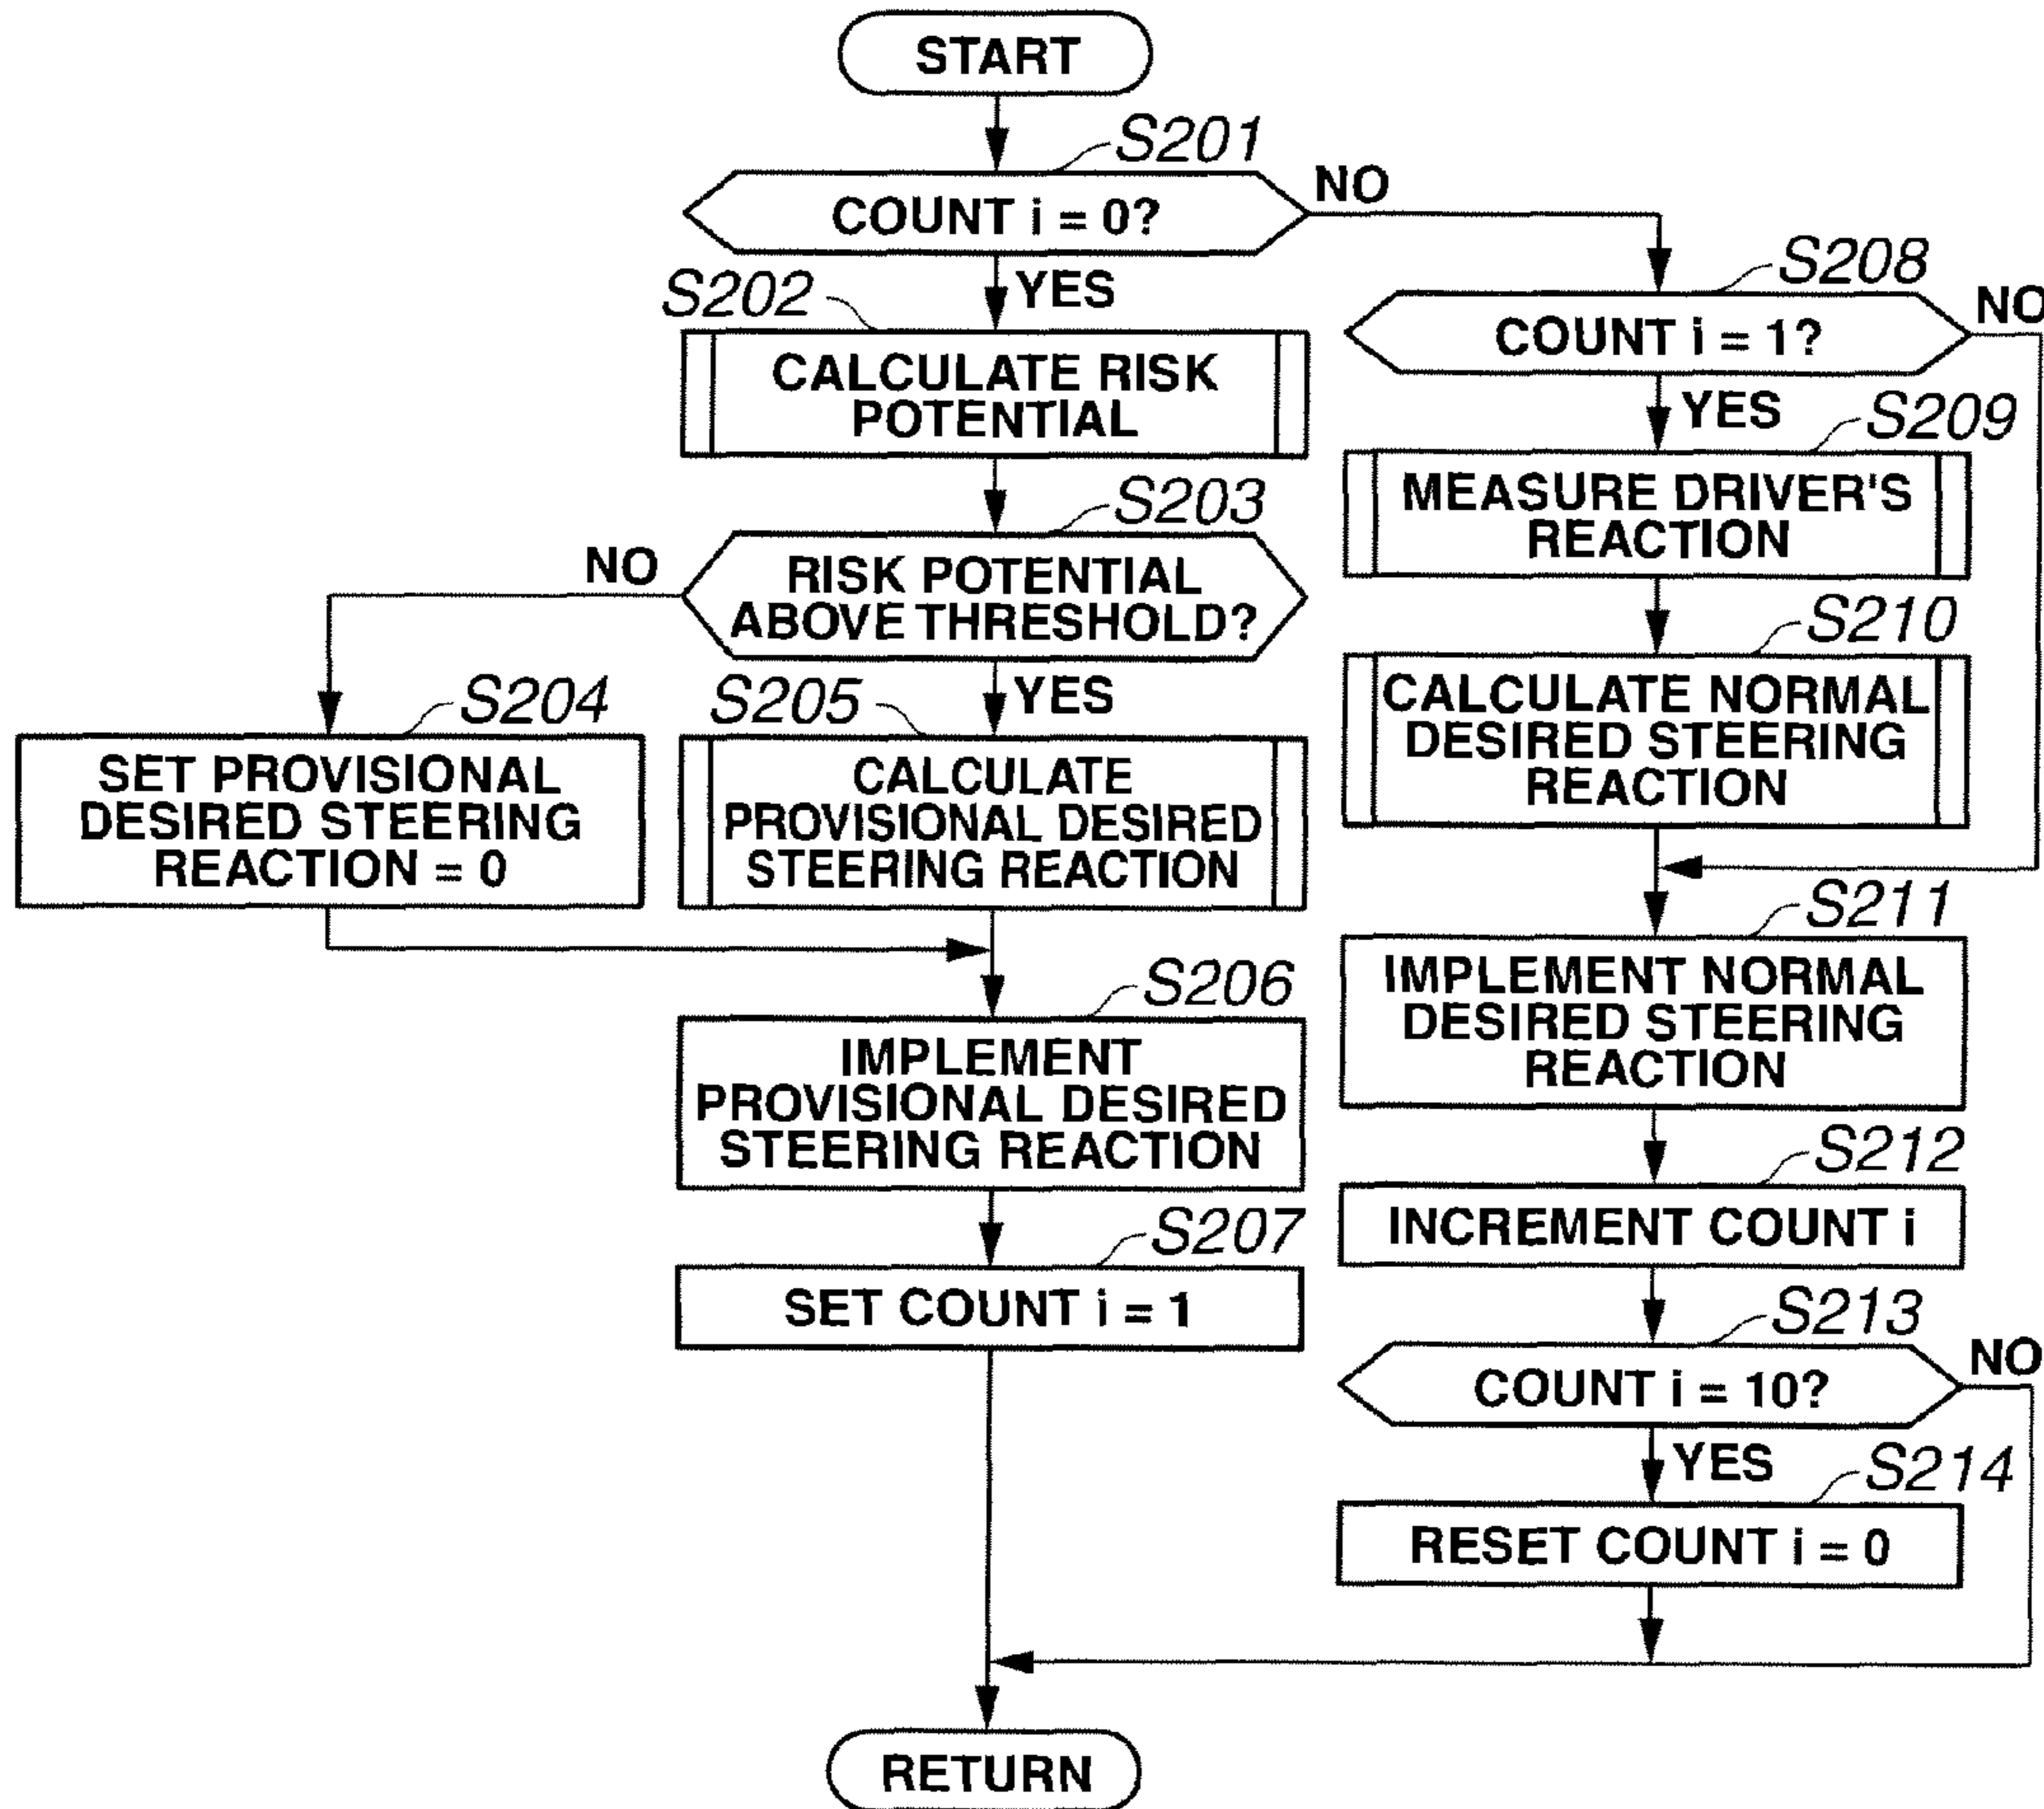 START
S201
COUNT i = 0?
NO
YES
S202
CALCULATE RISK
POTENTIAL
S203
RISK POTENTIAL
ABOVE THRESHOLD?
NO
YES
S204
SET PROVISIONAL
DESIRED STEERING
REACTION = 0
S205
CALCULATE
PROVISIONAL DESIRED
STEERING REACTION
S206
IMPLEMENT
PROVISIONAL DESIRED
STEERING REACTION
S207
SET COUNT i = 1
S208
COUNT i = 1?
NO
YES
S209
MEASURE DRIVER'S
REACTION
S210
CALCULATE NORMAL
DESIRED STEERING
REACTION
S211
IMPLEMENT NORMAL
DESIRED STEERING
REACTION
S212
INCREMENT COUNT i
S213
COUNT i = 10?
NO
YES
S214
RESET COUNT i = 0
RETURN